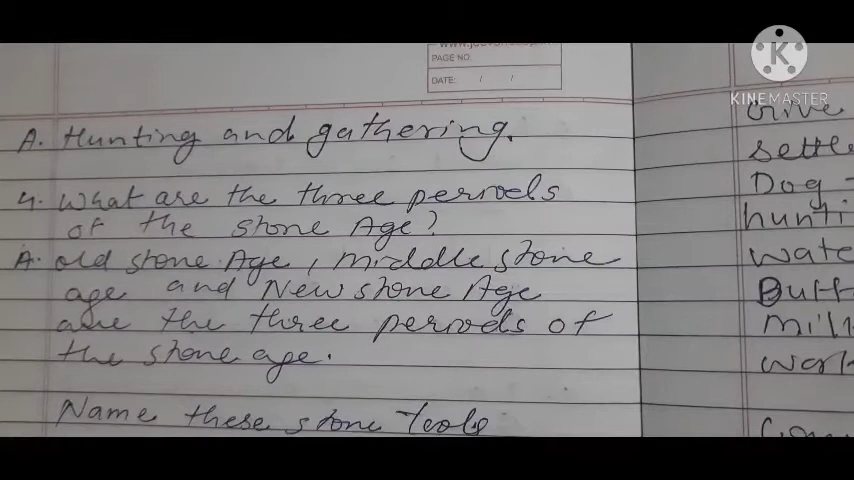 PAGE NO.
DATE: / /
K
KINEMASTER
A. Hunting and gathering.
4. What are the three periods
of the stone Age?
A. old stone Age, Middle stone
age and New stone Age
are the three periods of
the stone age.
Name these stone Tools
Give
settle
Dog
hunti
wate
Buff
milk
work